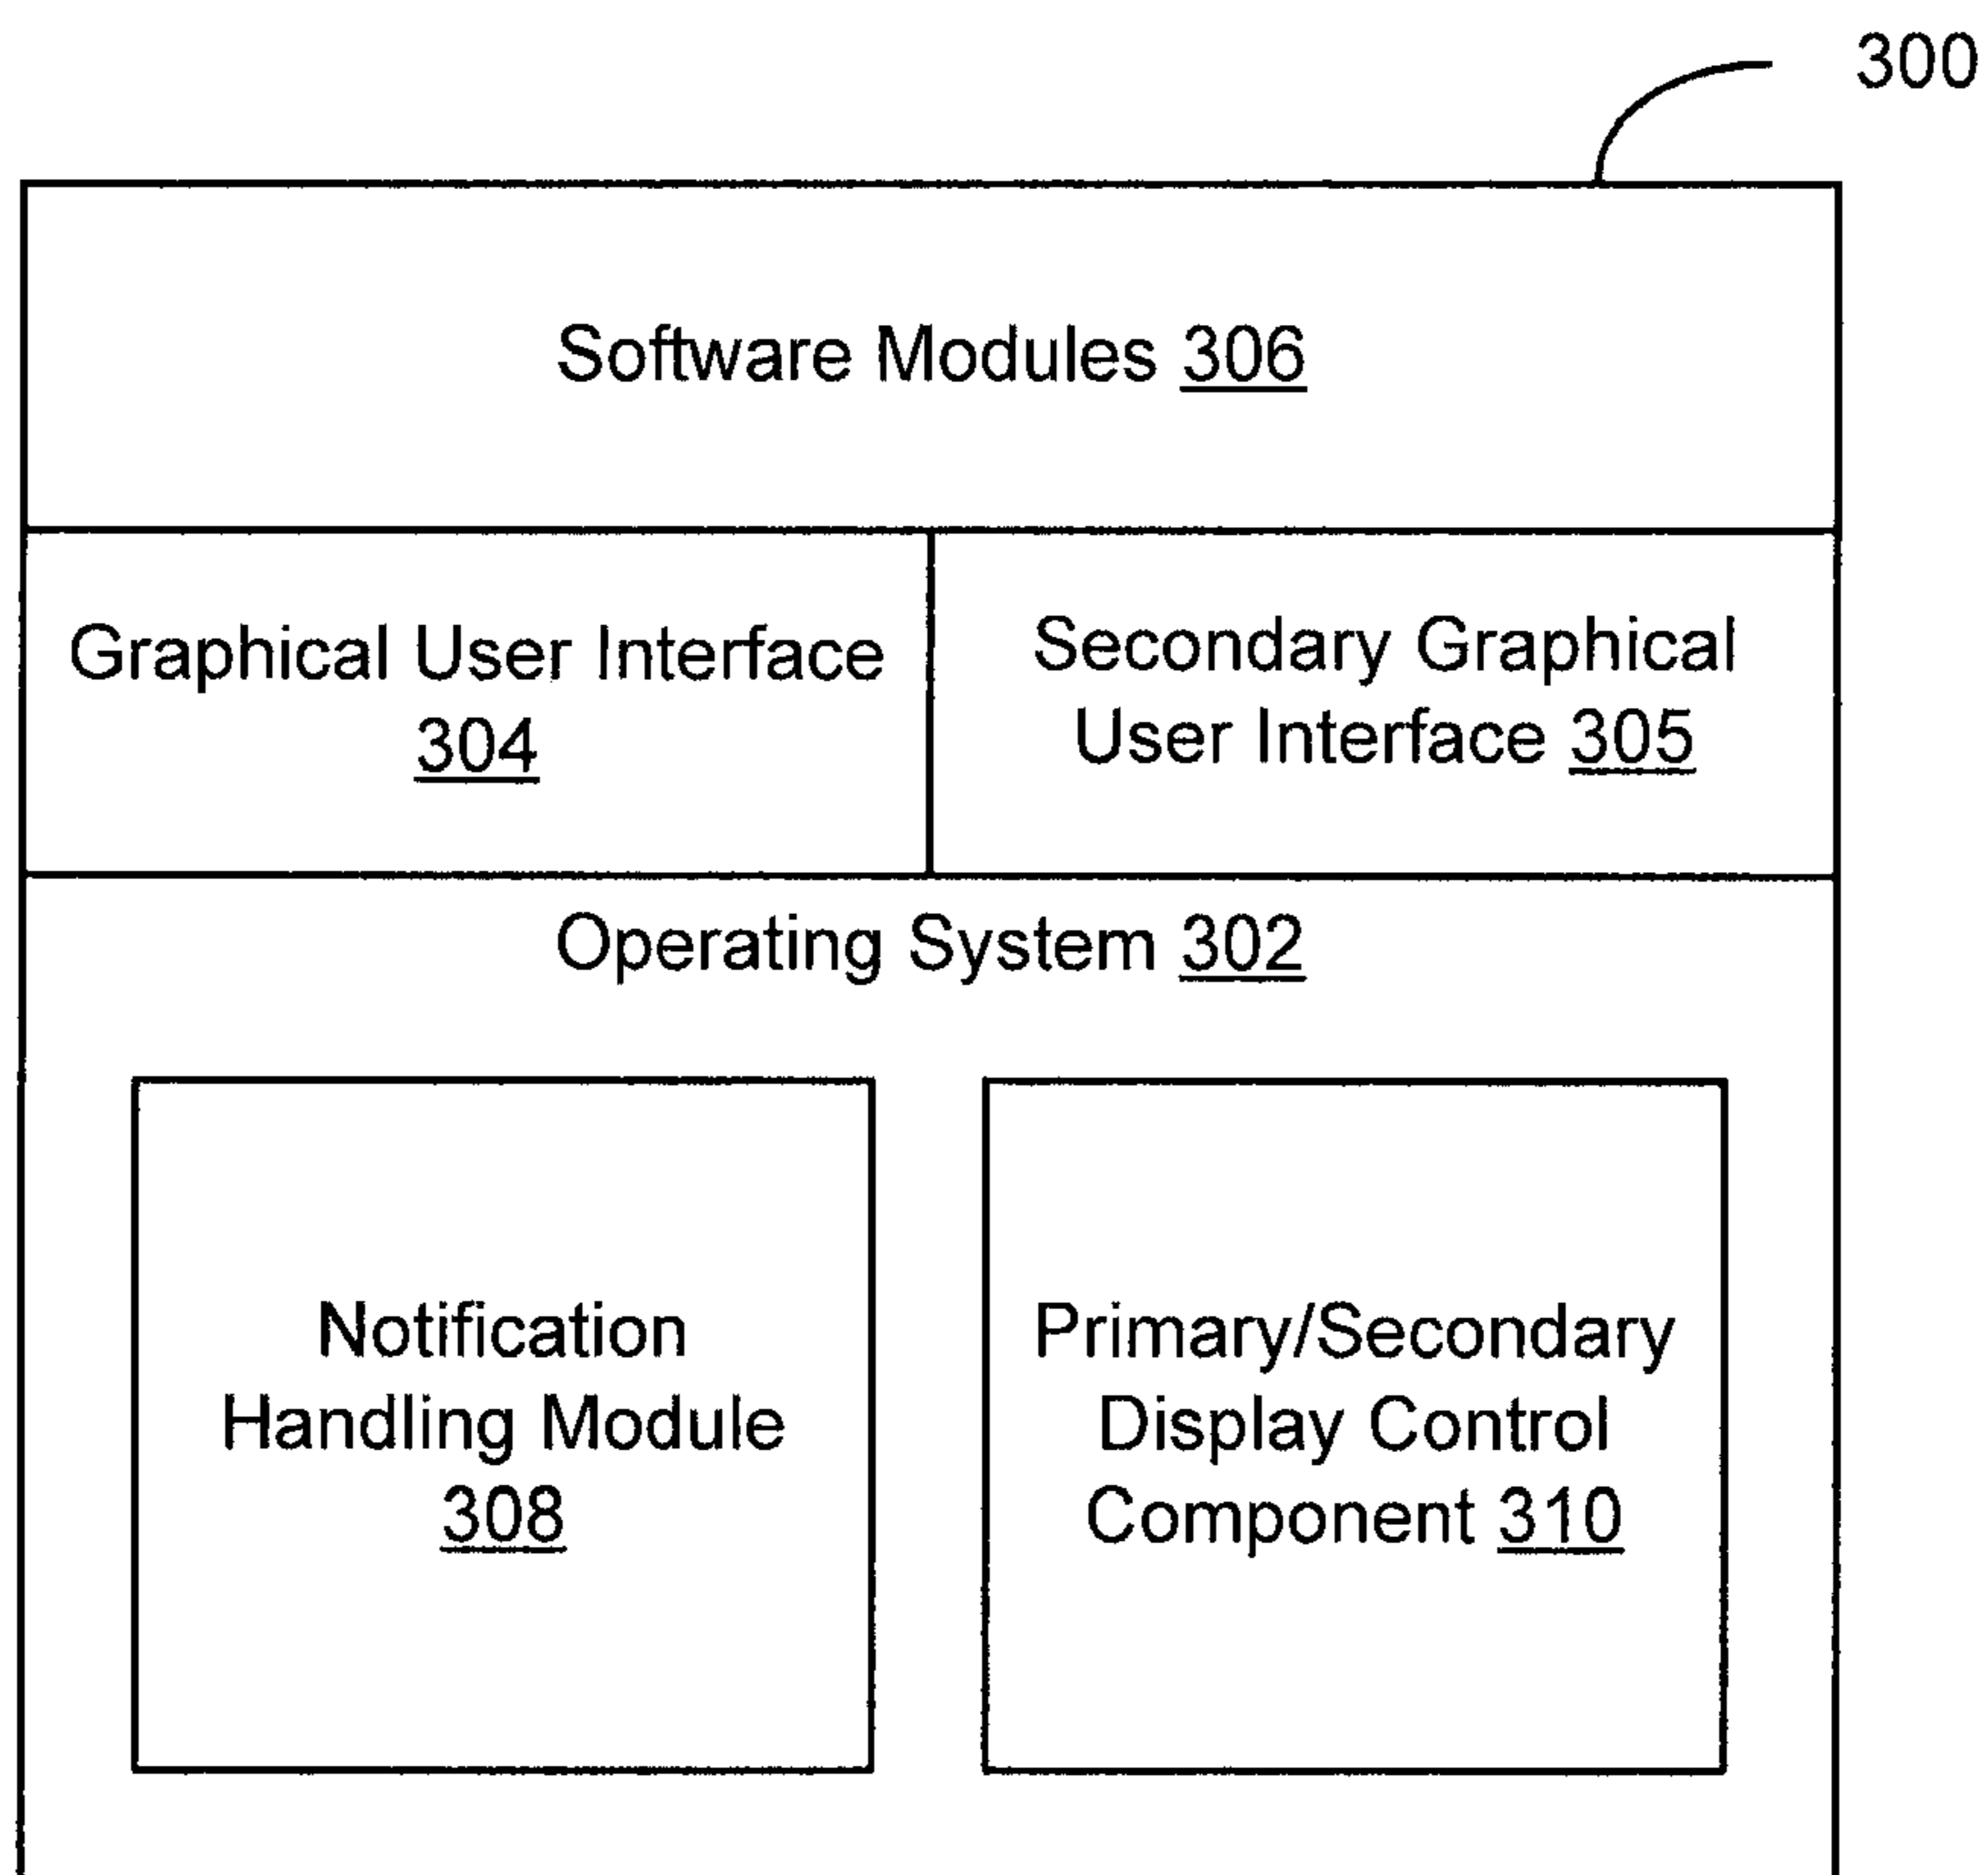 300
Software Modules 306
Graphical User Interface
304
Secondary Graphical
User Interface 305
Operating System 302
Notification
Handling Module
308
Primary/Secondary
Display Control
Component 310